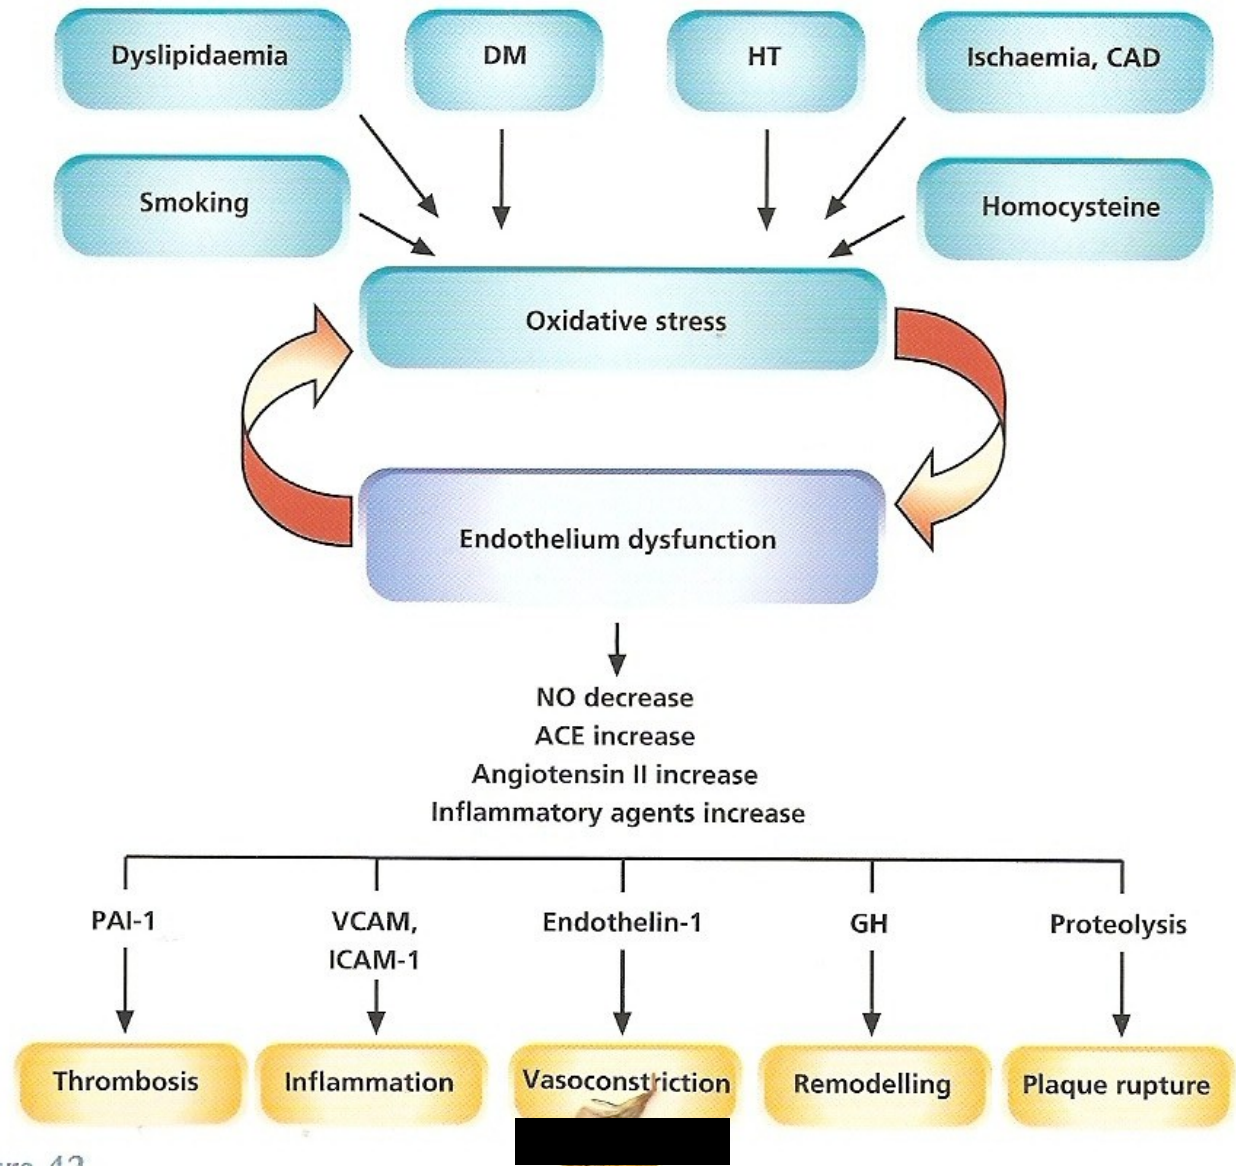 Dyslipidaemia
DM
HT
Ischaemia, CAD
Smoking
Homocysteine
Oxidative stress
Endothelium dysfunction
NO decrease
ACE increase
Angiotensin II increase
Inflammatory agents increase
PAI-1
VCAM,
ICAM-1
Endothelin-1
GH
Proteolysis
Thrombosis
Inflammation
Vasoconstriction
Remodelling
Plaque rupture